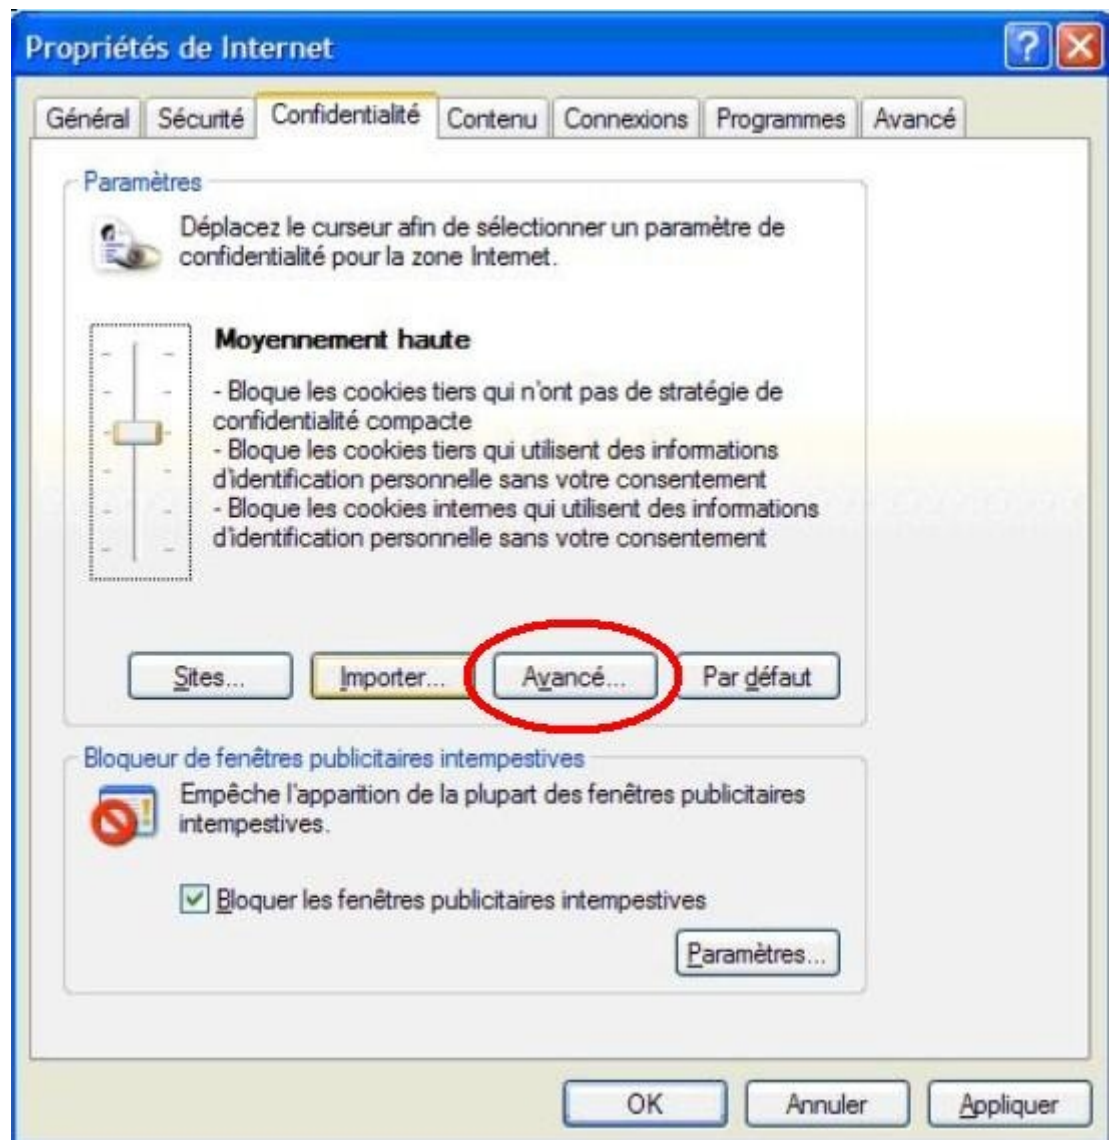 Propriétés de Internet
Général Sécurité Confidentialité Contenu Connexions Programmes Avancé
Paramètres
Déplacez le curseur afin de sélectionner un paramètre de
confidentialité pour la zone Internet.
Moyennement haute
- Bloque les cookies tiers qui n'ont pas de stratégie de
confidentialité compacte
- Bloque les cookies tiers qui utilisent des informations
d'identification personnelle sans votre consentement
- Bloque les cookies internes qui utilisent des informations
d'identification personnelle sans votre consentement
Sites... Importer... Avancé... Par défaut
Bloqueur de fenêtres publicitaires intempestives
Empêche l'apparition de la plupart des fenêtres publicitaires
intempestives.
Bloquer les fenêtres publicitaires intempestives
Paramètres...
OK Annuler Appliquer